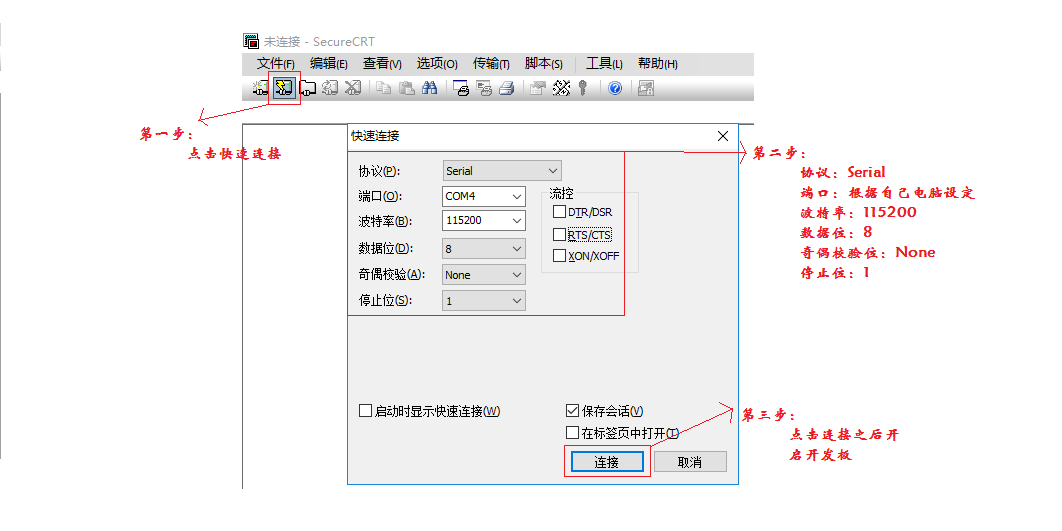 未连接 - SecureCRT
文件(F) 编辑(E) 查看(V) 选项(O) 传输(T) 脚本(S) 工具(L) 帮助(H)
第一步：
点击快速连接
快速连接
协议(P): Serial
端口(O): COM4
波特率(B): 115200
数据位(D): 8
奇偶校验(A): None
停止位(S): 1
流控
DTR/DSR
RTS/CTS
XON/XOFF
第二步：
协议：Serial
端口：根据自己电脑设定
波特率：115200
数据位：8
奇偶校验位：None
停止位：1
启动时显示快速连接(W)
保存会话(V)
在标签页中打开(T)
连接
取消
第三步：
点击连接之后开
启开发板